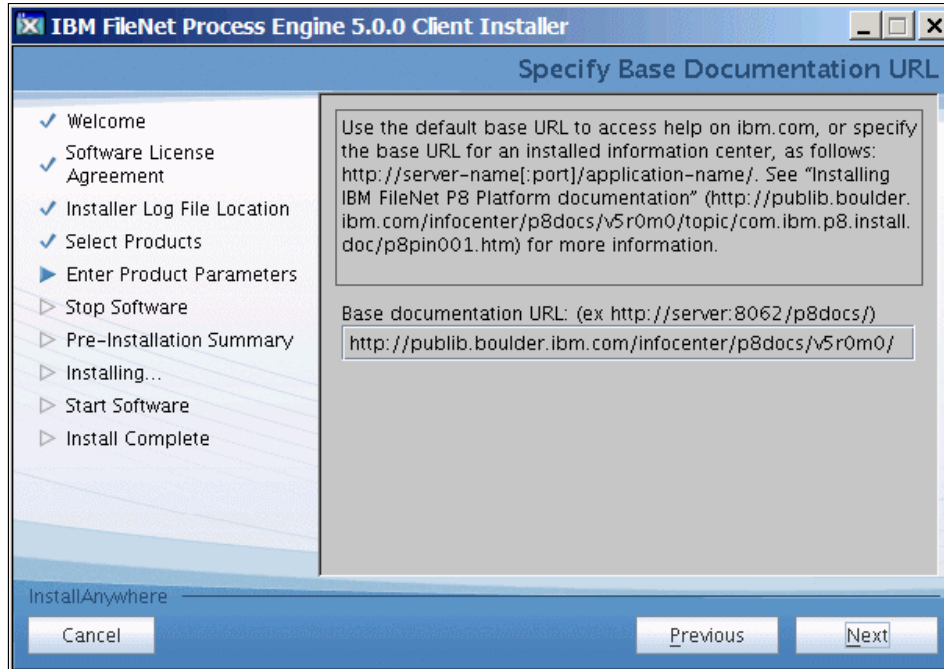 IBM FileNet Process Engine 5.0.0 Client Installer
Specify Base Documentation URL
Welcome
Software License
Agreement
Installer Log File Location
Select Products
Enter Product Parameters
Stop Software
Pre-Installation Summary
Installing...
Start Software
Install Complete
Use the default base URL to access help on ibm.com, or specify
the base URL for an installed information center, as follows:
http://server-name[:port]/application-name/. See "Installing
IBM FileNet P8 Platform documentation" (http://publib.boulder.
ibm.com/infocenter/p8docs/v5r0m0/topic/com.ibm.p8.install.
doc/p8pin001.htm) for more information.
Base documentation URL: (ex http://server:8062/p8docs/)
http://publib.boulder.ibm.com/infocenter/p8docs/v5r0m0/
InstallAnywhere
Cancel
Previous
Next